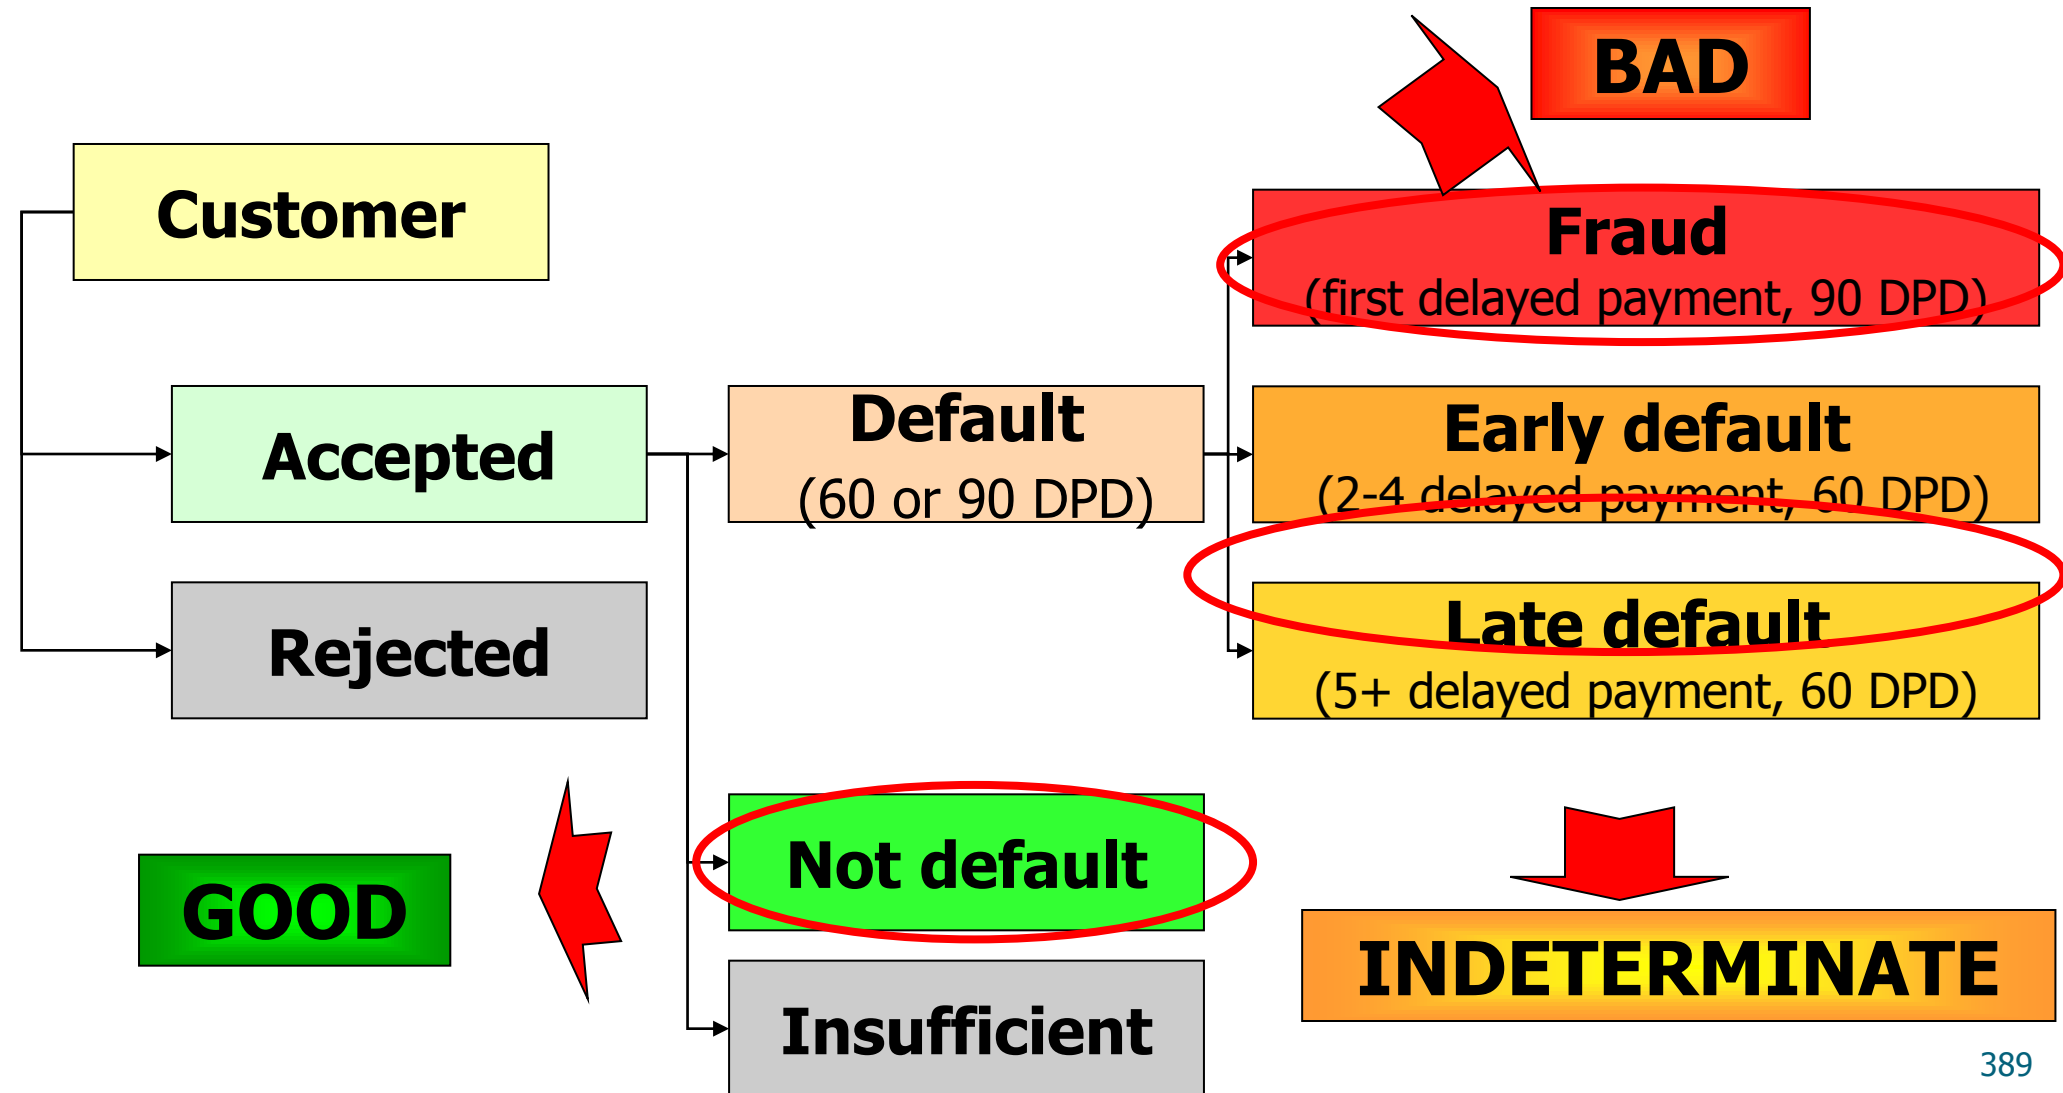 BAD
Customer
Fraud
(first delayed payment, 90 DPD)
Accepted
Default
(60 or 90 DPD)
Early default
(2-4 delayed payment, 60 DPD)
Rejected
Late default
(5+ delayed payment, 60 DPD)
GOOD
Not default
INDETERMINATE
Insufficient
389